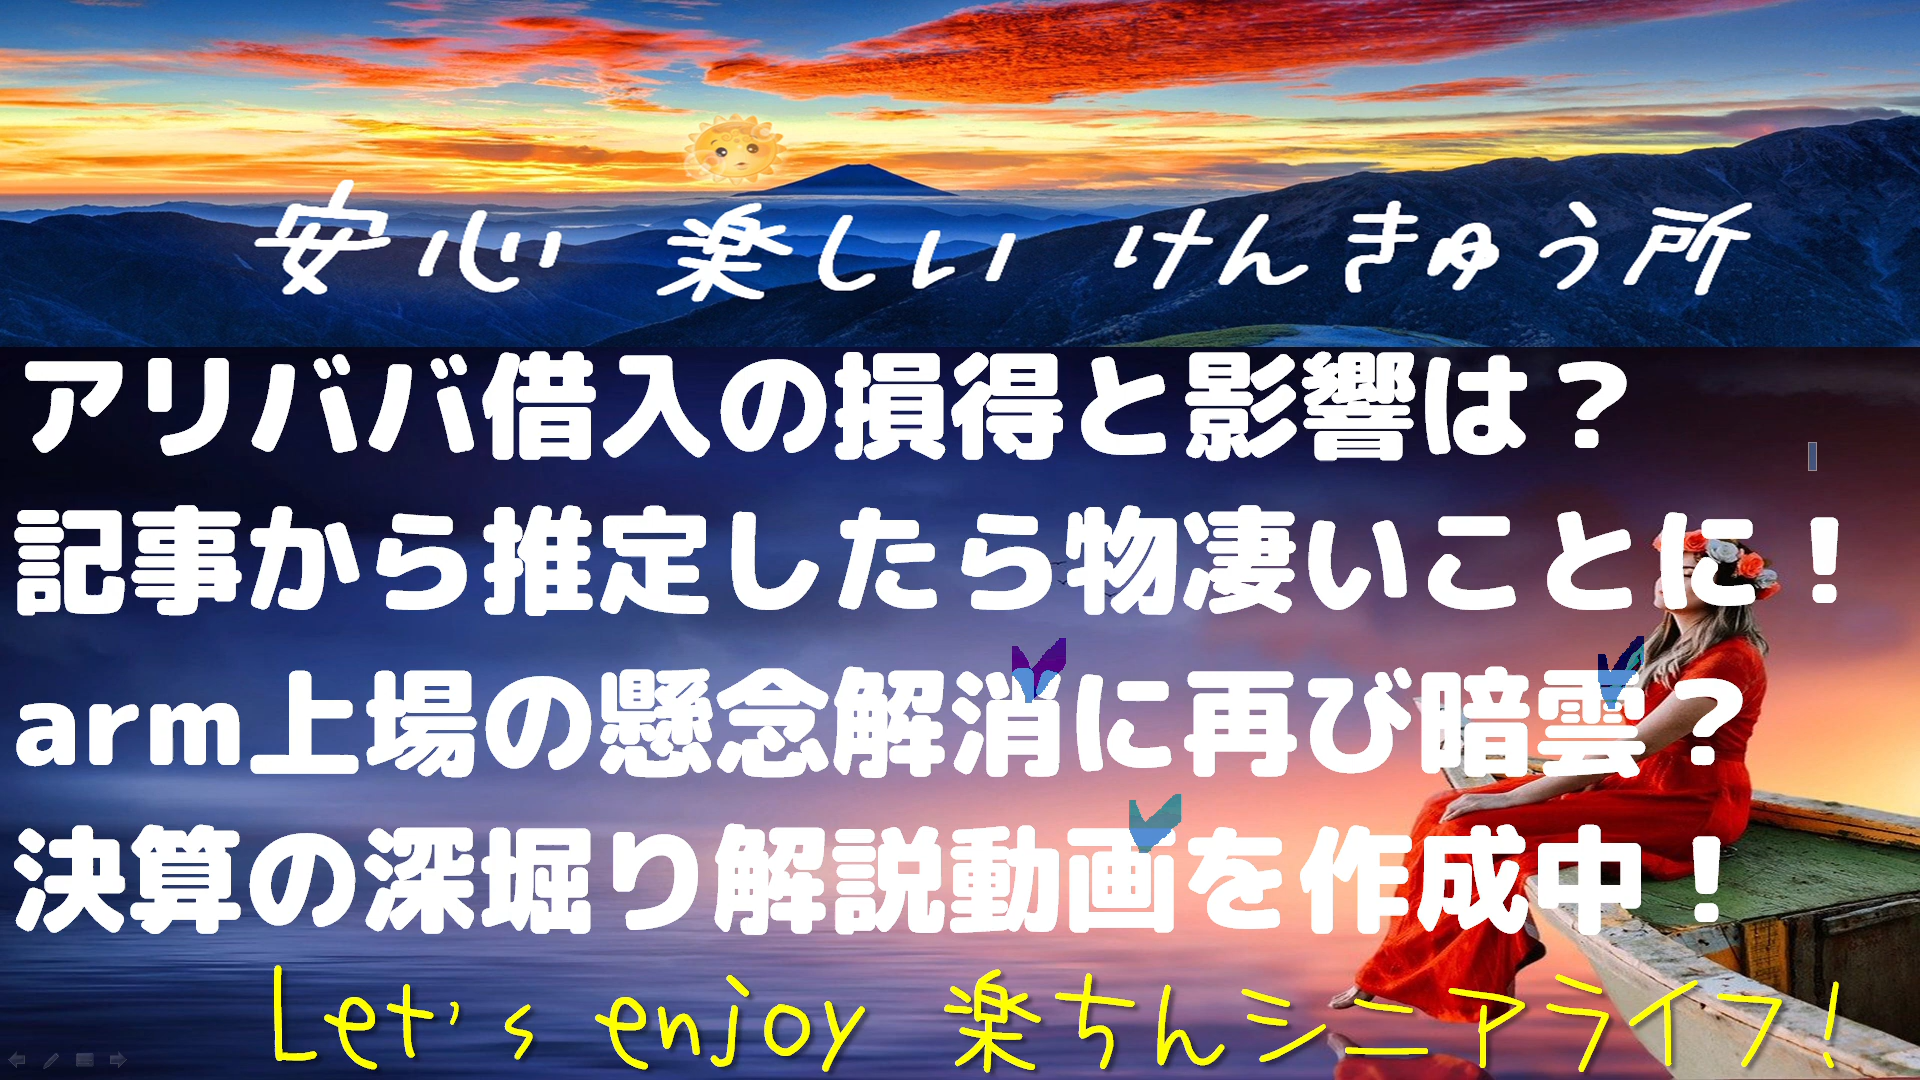 安心 楽しい けんきゅう所
アリババ借入の損得と影響は？
記事から推定したら物凄いことに！
arm上場の懸念解消に再び暗雲？
決算の深堀り解説動画を作成中！
Let's enjoy 楽ちんシニアライフ！